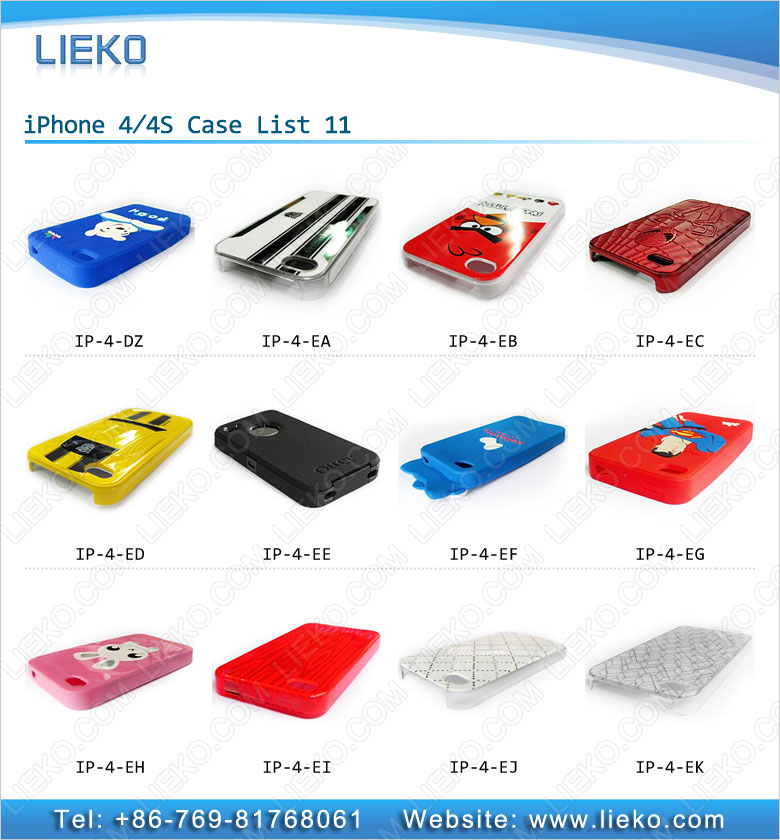 LIEKO
iPhone 4/4S Case List 11
IP-4-DZ
IP-4-EA
IP-4-EB
IP-4-EC
IP-4-ED
IP-4-EE
IP-4-EF
IP-4-EG
IP-4-EH
IP-4-EI
IP-4-EJ
IP-4-EK
LIEKO.COM
Tel: +86-769-81768061
Website: www.lieko.com